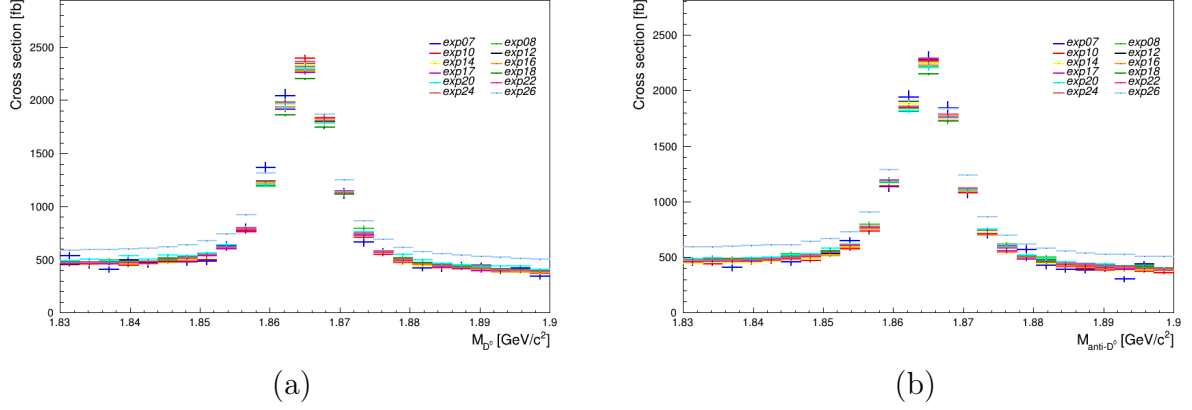 Cross section [fb]
2500
2000
1500
1000
500
0
exp07 exp08
exp10 exp12
exp14 exp16
exp17 exp18
exp20 exp22
exp24 exp26
1.83 1.84 1.85 1.86 1.87 1.88 1.89 1.9
M_D⁰ [GeV/c²]
(a)
Cross section [fb]
2500
2000
1500
1000
500
0
exp07 exp08
exp10 exp12
exp14 exp16
exp17 exp18
exp20 exp22
exp24 exp26
1.83 1.84 1.85 1.86 1.87 1.88 1.89 1.9
M_anti-D⁰ [GeV/c²]
(b)